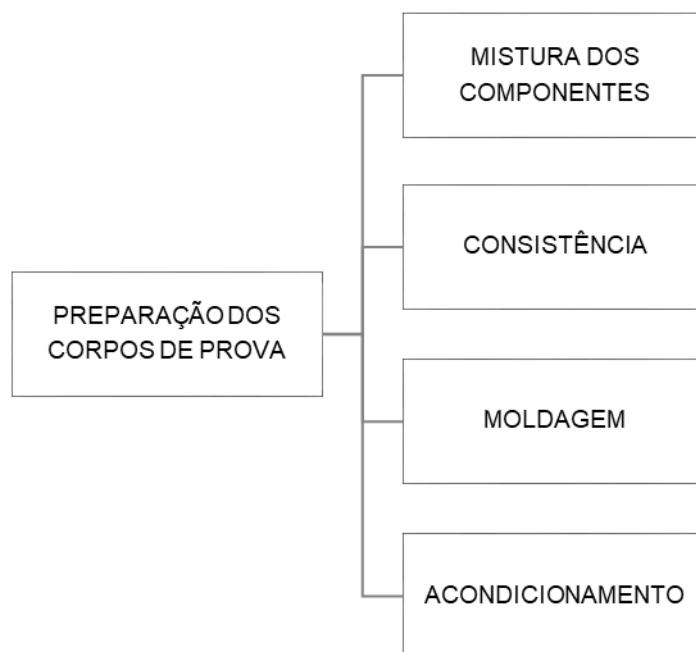 MISTURA DOS
COMPONENTES
CONSISTÊNCIA
PREPARAÇÃO DOS
CORPOS DE PROVA
MOLDAGEM
ACONDICIONAMENTO